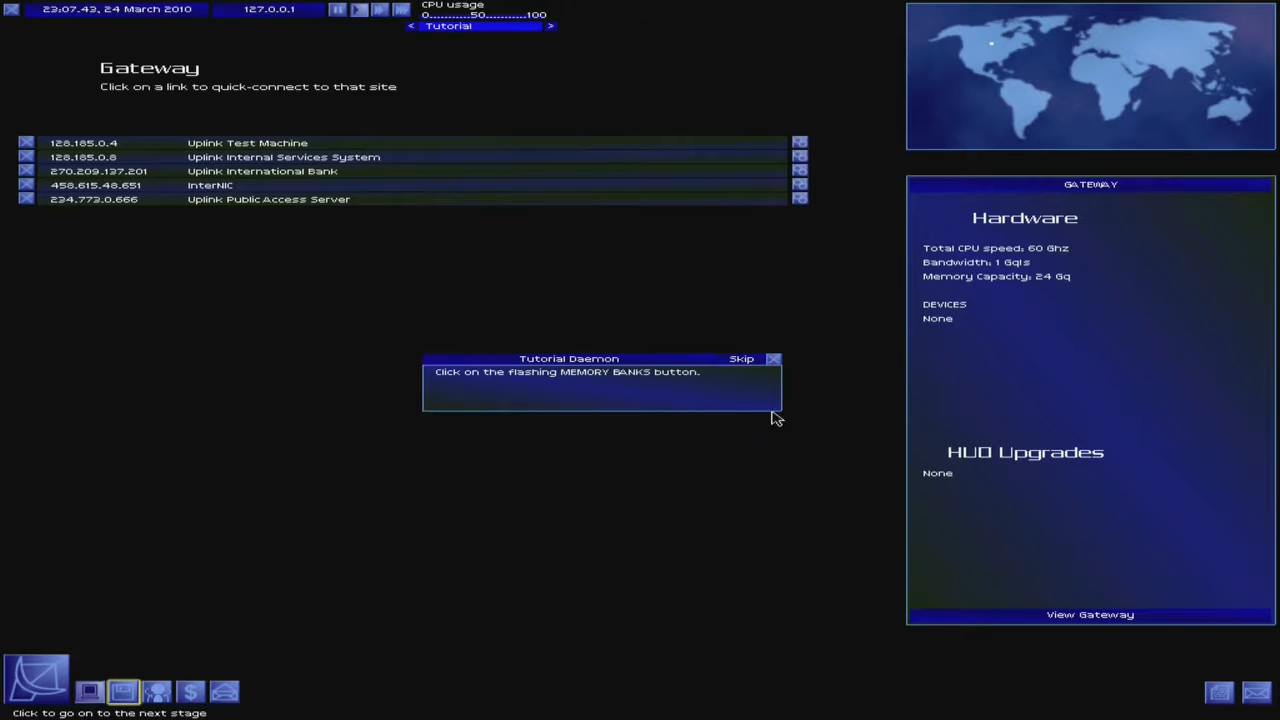 23:07.43, 24 March 2010
127.0.0.1
CPU usage
0.........50.........100
< Tutorial >
Gateway
Click on a link to quick-connect to that site
128.185.0.4 Uplink Test Machine
128.185.0.8 Uplink Internal Services System
270.209.137.201 Uplink International Bank
458.615.48.651 InterNIC
234.773.0.666 Uplink Public Access Server
Tutorial Daemon Skip
Click on the flashing MEMORY BANKS button.
GATEWAY
Hardware
Total CPU speed: 60 Ghz
Bandwidth: 1 Gq\s
Memory Capacity: 24 Gq
DEVICES
None
HUD Upgrades
None
View Gateway
$
Click to go on to the next stage